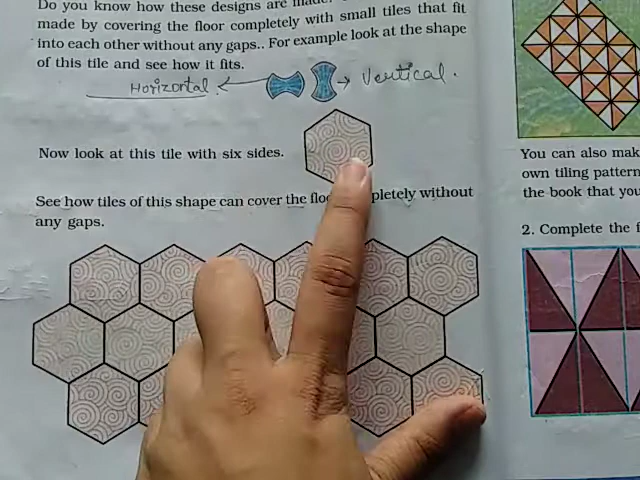 Do you know how these designs are made
made by covering the floor completely with small tiles that fit
into each other without any gaps.. For example look at the shape
of this tile and see how it fits.
Horizontal
Vertical.
Now look at this tile with six sides.
See how tiles of this shape can cover the pletely without
any gaps.
You can also mak
own tiling pattern
the book that you
2. Complete the